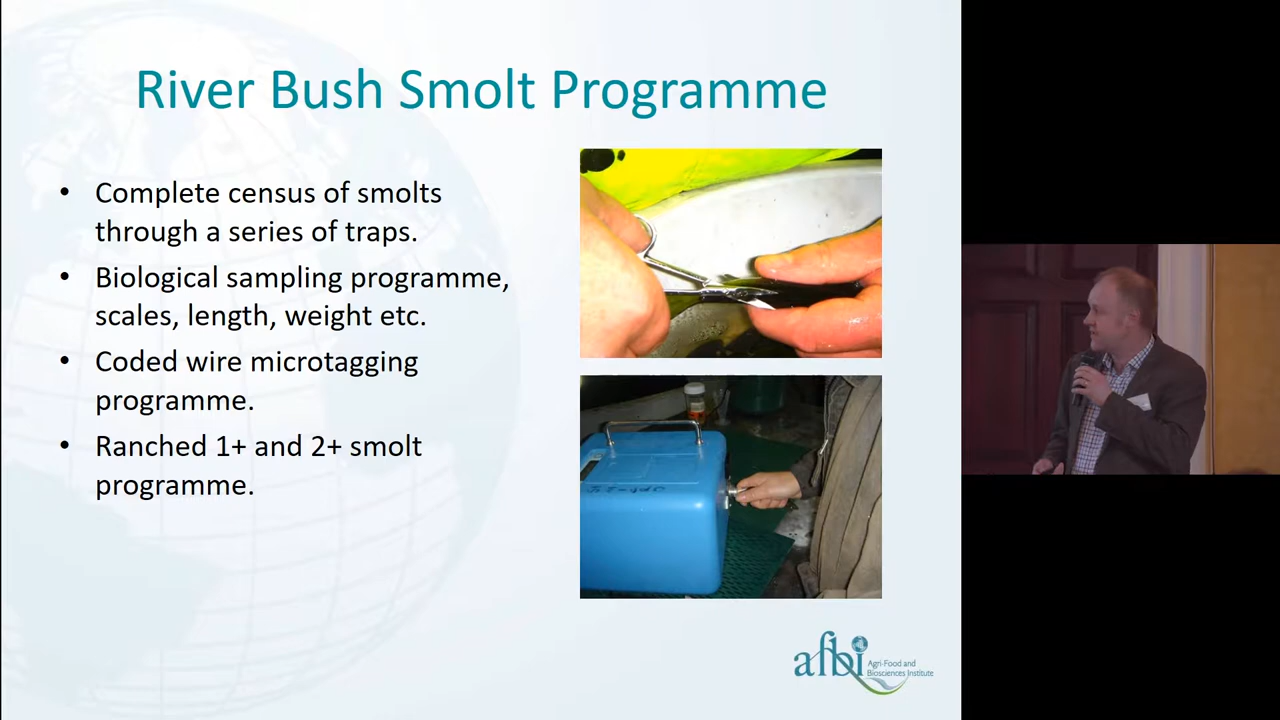 River Bush Smolt Programme
• Complete census of smolts
through a series of traps.
• Biological sampling programme,
scales, length, weight etc.
• Coded wire microtagging
programme.
• Ranched 1+ and 2+ smolt
programme.
afbi
Agri-Food and
Biosciences Institute